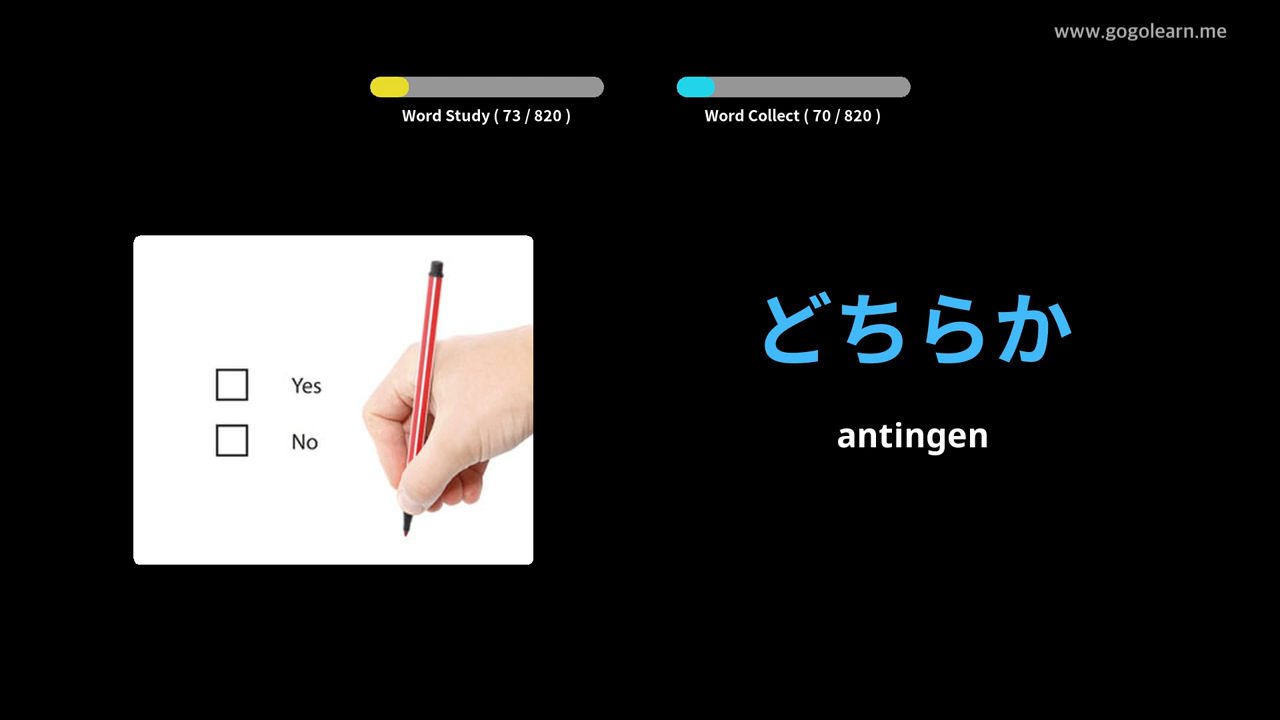 www.gogolearn.me
Word Study ( 73 / 820 )
Word Collect ( 70 / 820 )
Yes
No
どちらか
antingen